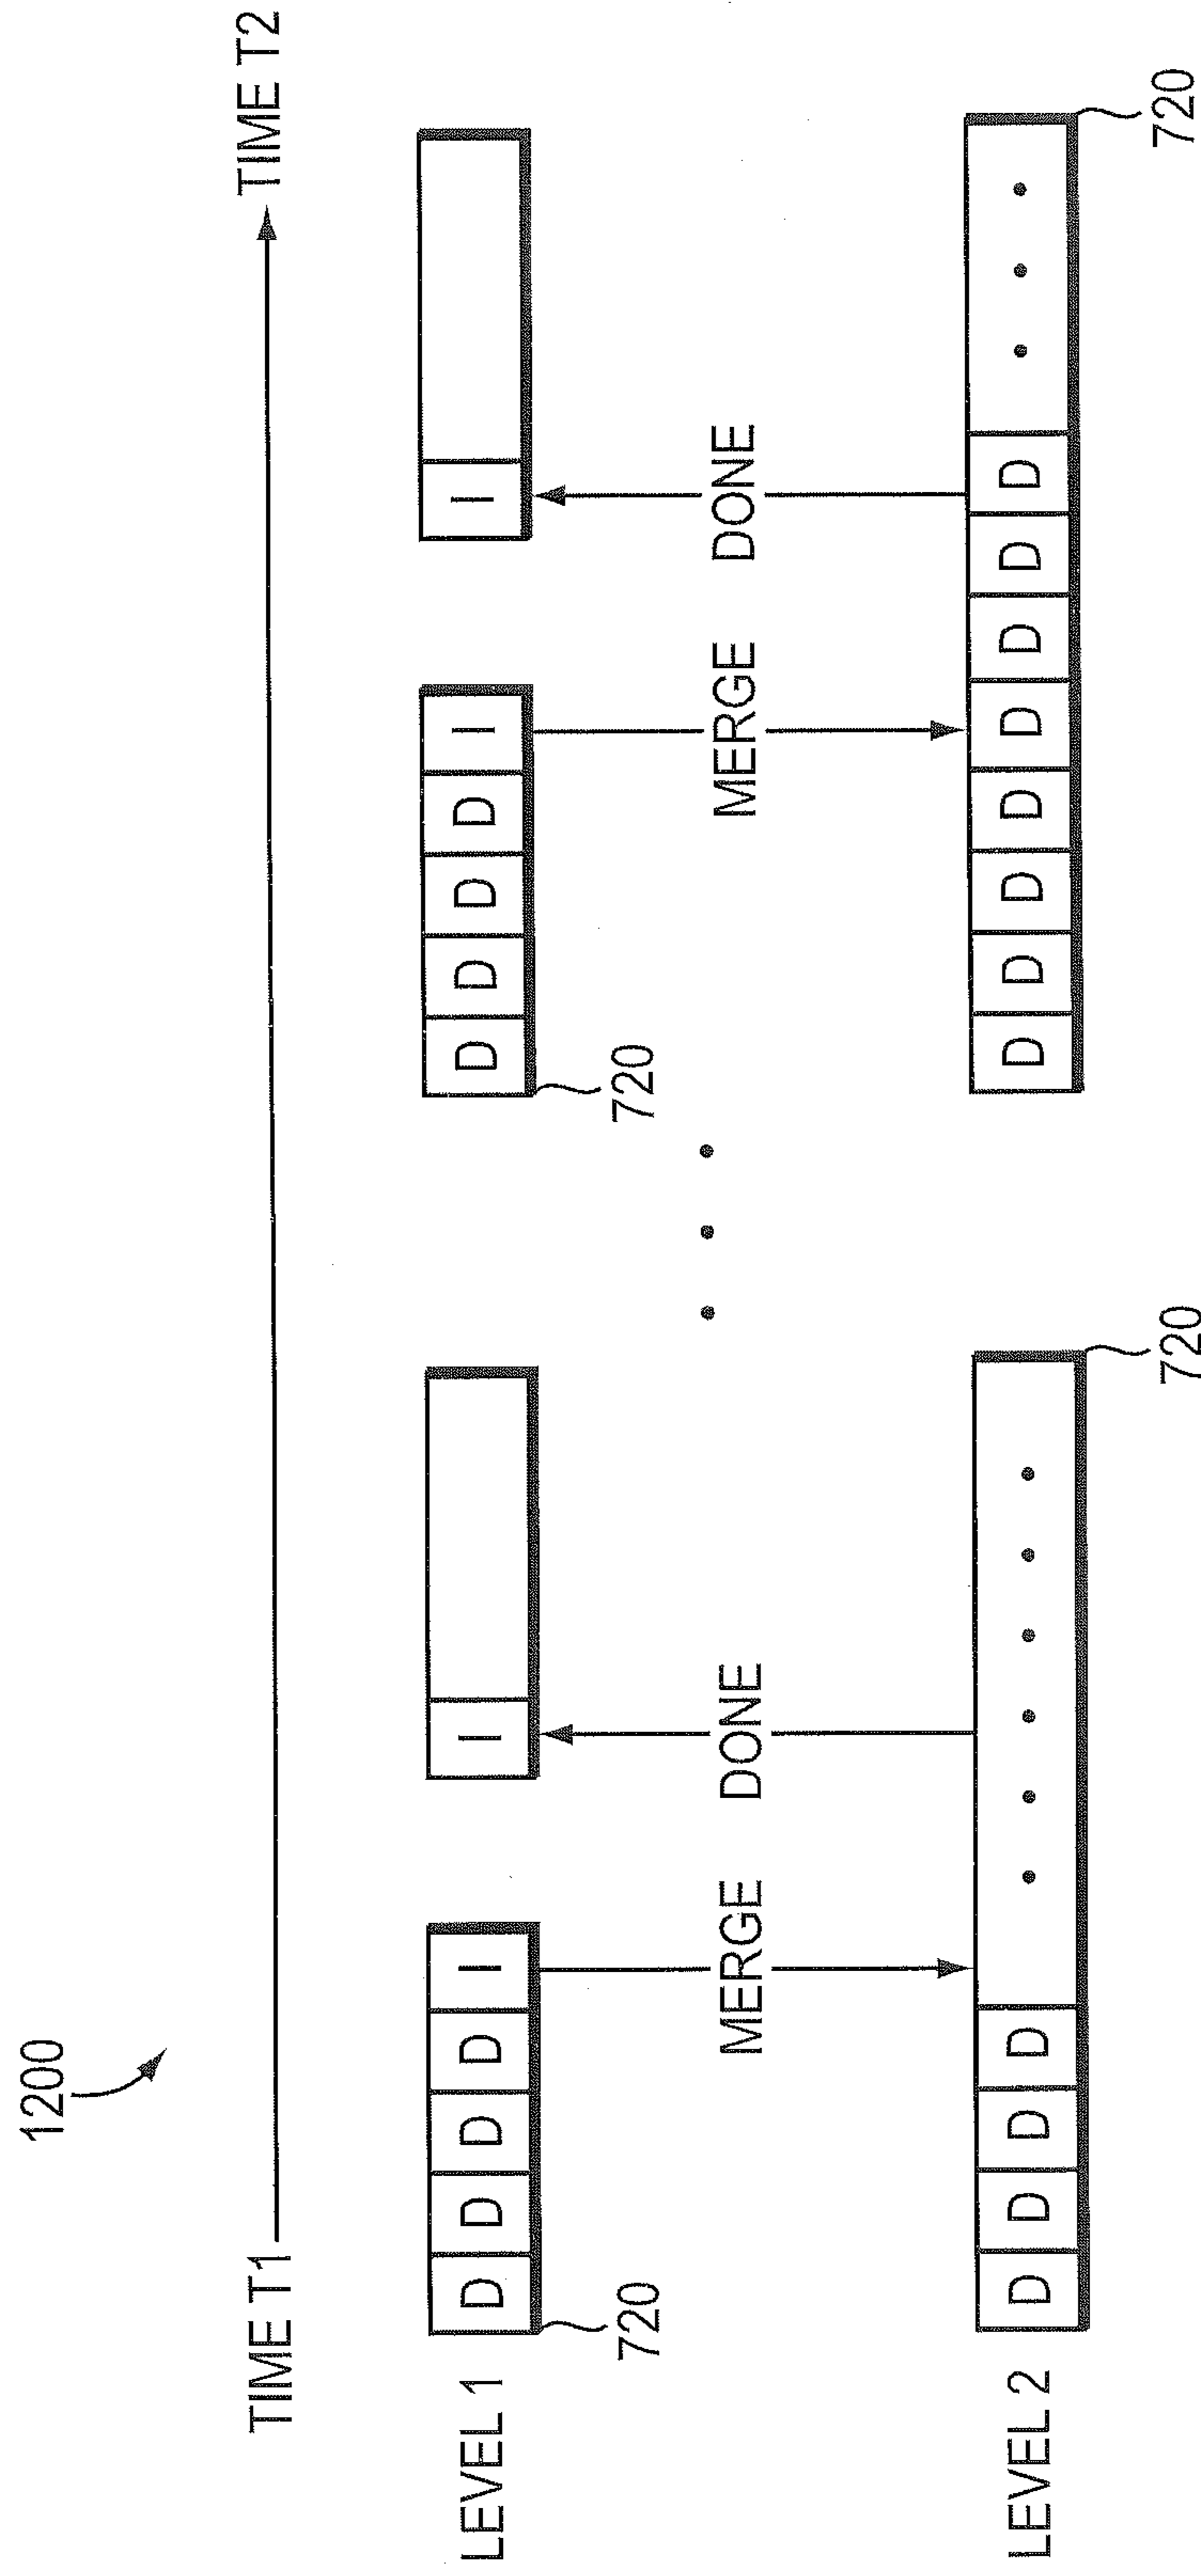 1200
TIME T1
TIME T2
LEVEL 1
D D D D I
I
D D D D I
I
720
720
MERGE
DONE
MERGE
DONE
LEVEL 2
D D D D
D D D D D D D D
720
720